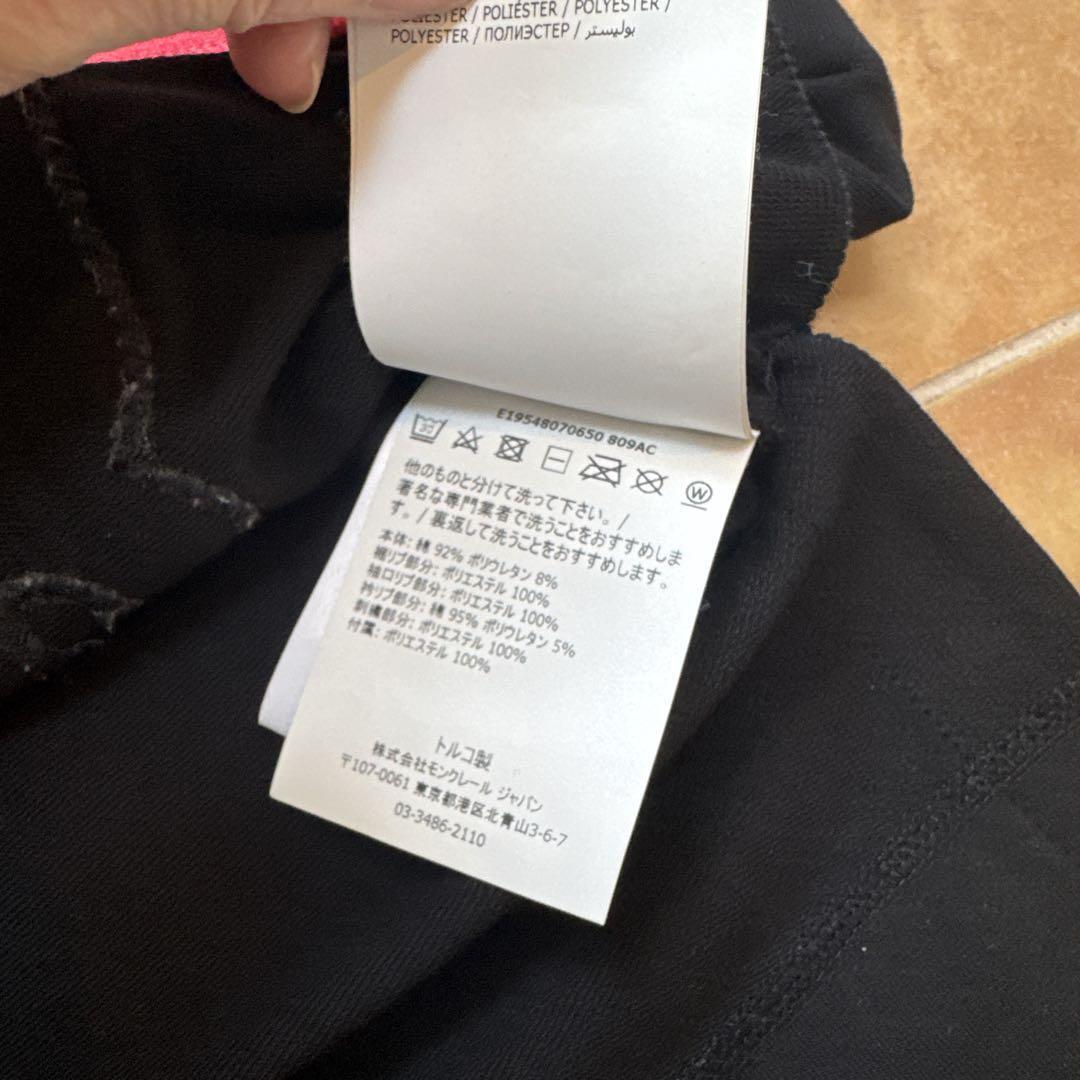 POLIESTER / POLIÉSTER / POLYESTER /
POLYESTER / ПОЛИЭСТЕР / بوليستر
E19548070650 809AC
30
W
他のものと分けて洗って下さい。/
著名な専門業者で洗うことをおすすめしま
す。/ 裏返して洗うことをおすすめします。
本体: 綿 92% ポリウレタン 8%
裾リブ部分: ポリエステル 100%
袖口リブ部分: ポリエステル 100%
衿リブ部分: 綿 95% ポリウレタン 5%
刺繍部分: ポリエステル 100%
付属: ポリエステル 100%
トルコ製
株式会社モンクレール ジャパン
〒107-0061 東京都港区北青山3-6-7
03-3486-2110